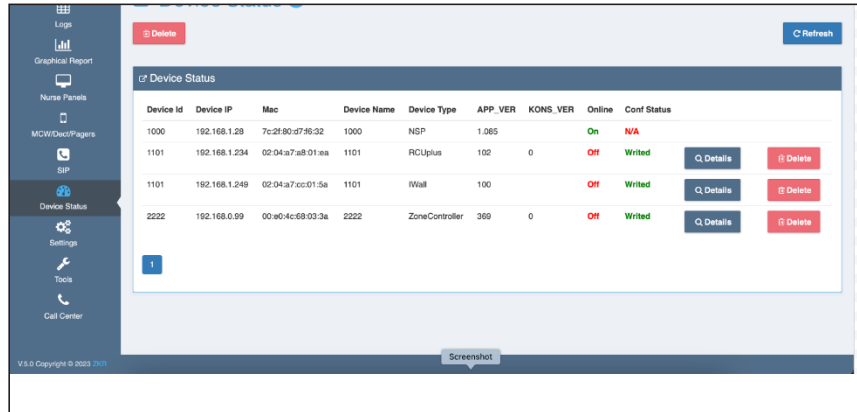 Device Status
Logs
Graphical Report
Nurse Panels
MCW/Dect/Pagers
SIP
Device Status
Settings
Tools
Call Center
V.5.0 Copyright © 2023 ZKR
Delete
Refresh
Device Status
Device Id Device IP Mac Device Name Device Type APP_VER KONS_VER Online Conf Status
1000 192.168.1.28 7c:2f:80:d7:f6:32 1000 NSP 1.085 On N/A
1101 192.168.1.234 02:04:a7:a8:01:ea 1101 RCUplus 102 0 Off Writed Details Delete
1101 192.168.1.249 02:04:a7:cc:01:5a 1101 IWall 100 Off Writed Details Delete
2222 192.168.0.99 00:e0:4c:68:03:3a 2222 ZoneController 369 0 Off Writed Details Delete
1
Screenshot